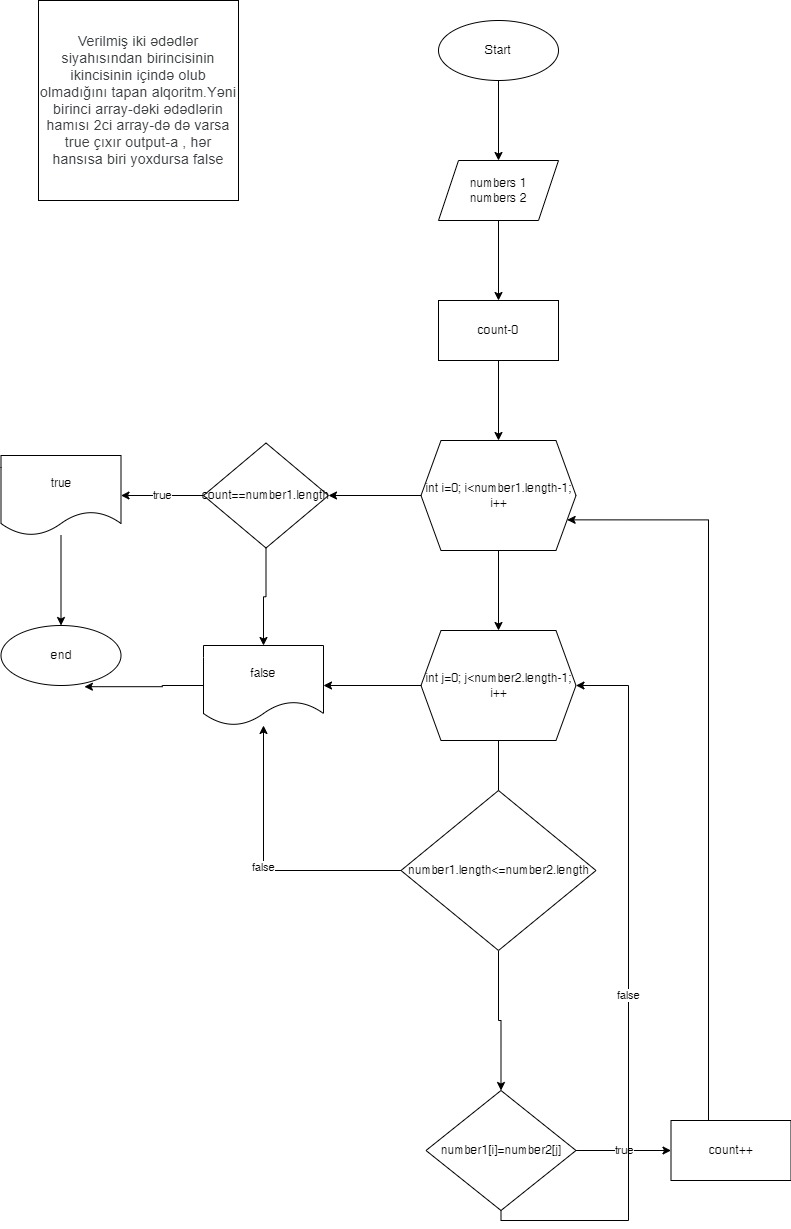 Verilmiş iki ədədlər
siyahısından birincisinin
ikincisinin içində olub
olmadığını tapan alqoritm.Yəni
birinci array-dəki ədədlərin
hamısı 2ci array-də də varsa
true çıxır output-a , hər
hansısa biri yoxdursa false
Start
numbers 1
numbers 2
count-0
int i=0; i<number1.length-1;
i++
count==number1.length
true
true
end
false
int j=0; j<number2.length-1;
i++
number1.length<=number2.length
false
false
number1[i]=number2[j]
true
count++